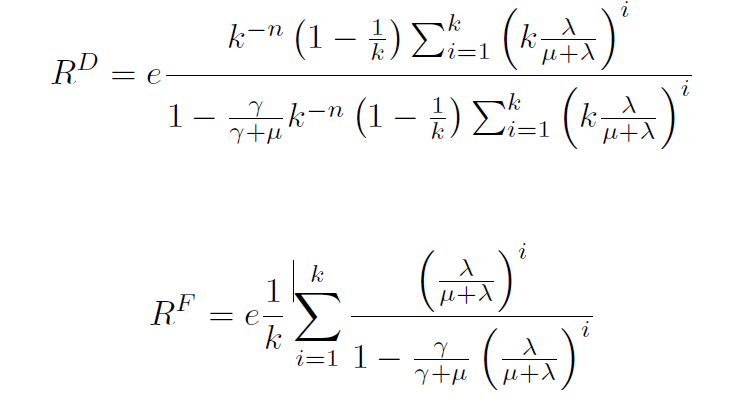 R^D = e \frac{k^{-n} \left(1 - \frac{1}{k}\right) \sum_{i=1}^{k} \left(k \frac{\lambda}{\mu+\lambda}\right)^i}{1 - \frac{\gamma}{\gamma+\mu} k^{-n} \left(1 - \frac{1}{k}\right) \sum_{i=1}^{k} \left(k \frac{\lambda}{\mu+\lambda}\right)^i}
R^F = e \frac{1}{k} \sum_{i=1}^{k} \frac{\left(\frac{\lambda}{\mu+\lambda}\right)^i}{1 - \frac{\gamma}{\gamma+\mu} \left(\frac{\lambda}{\mu+\lambda}\right)^i}